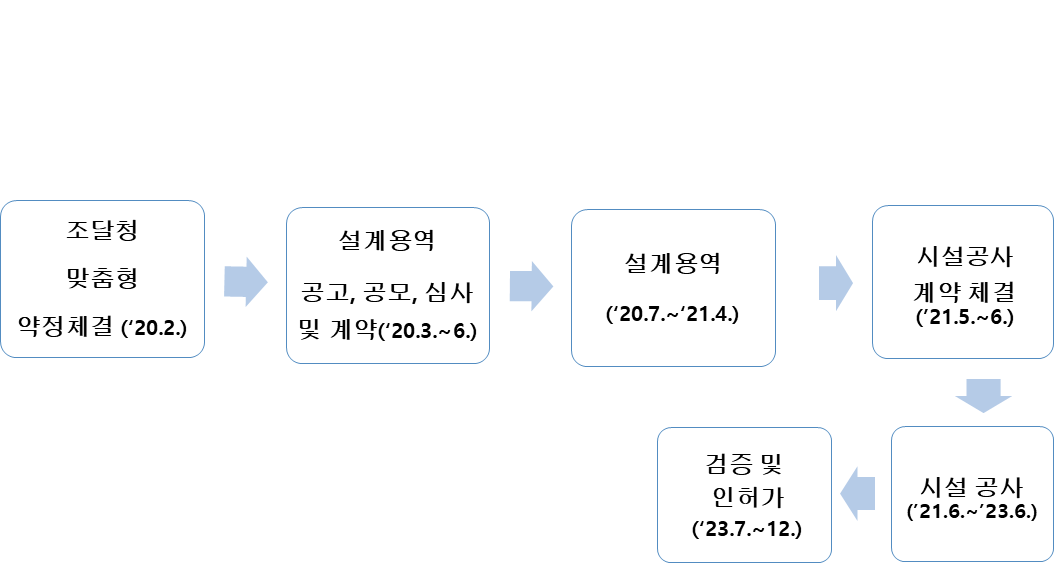 조달청
맞춤형
약정체결 (‘20.2.)
설계용역
공고, 공모, 심사
및 계약(‘20.3.~6.)
설계용역
(‘20.7.~‘21.4.)
시설공사
계약 체결
(’21.5.~6.)
시설 공사
(’21.6.~’23.6.)
검증 및
인허가
(‘23.7.~12.)